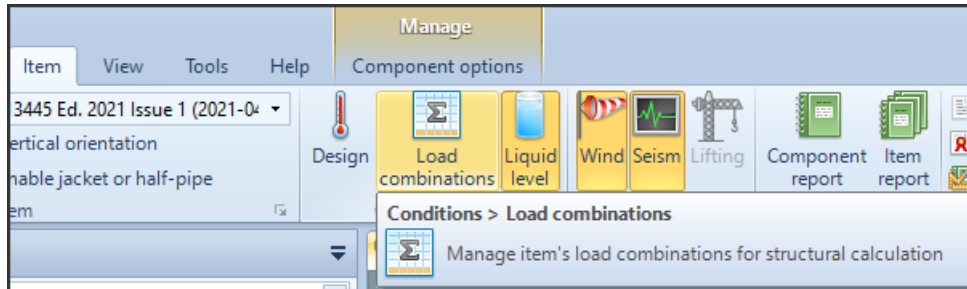 Manage
Item View Tools Help Component options
3445 Ed. 2021 Issue 1 (2021-04
ertical orientation
nable jacket or half-pipe
em
Design
Load combinations
Liquid level
Wind
Seism
Lifting
Component report
Item report
Conditions > Load combinations
Manage item's load combinations for structural calculation